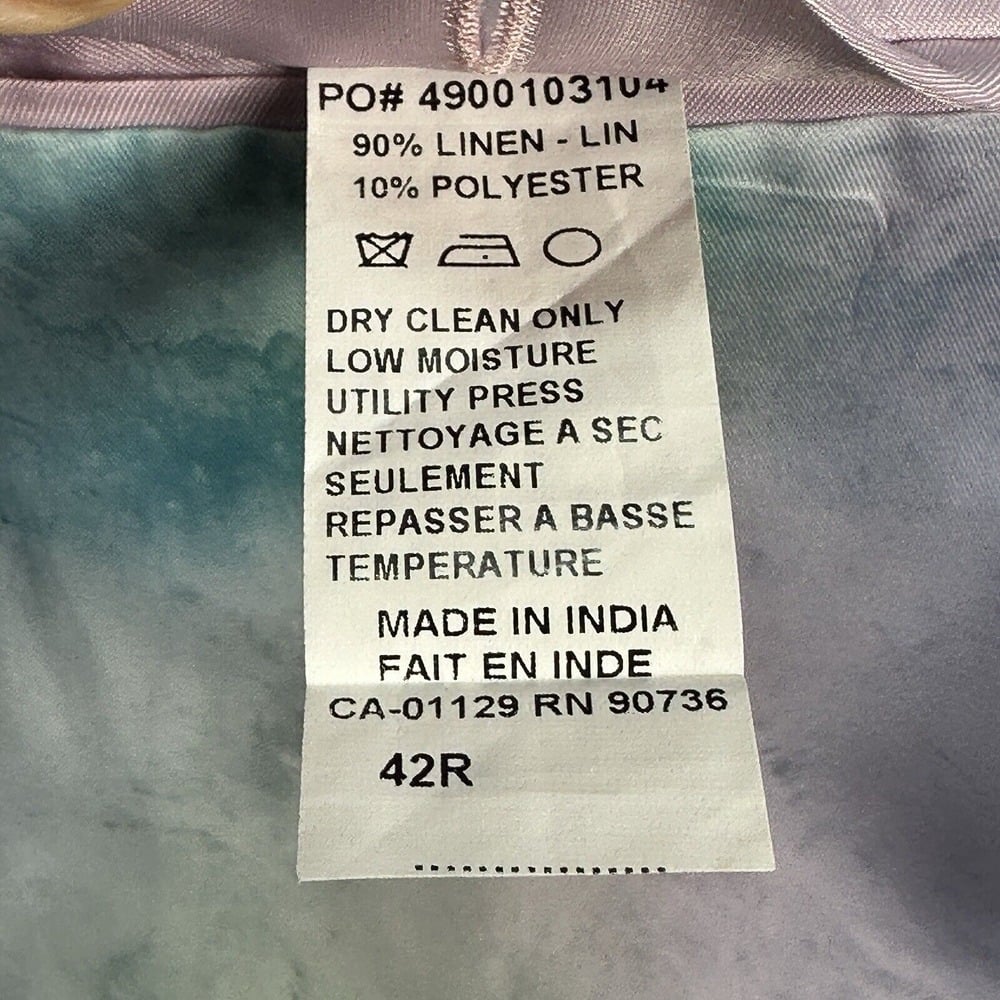 PO# 4900103104
90% LINEN - LIN
10% POLYESTER
DRY CLEAN ONLY
LOW MOISTURE
UTILITY PRESS
NETTOYAGE A SEC
SEULEMENT
REPASSER A BASSE
TEMPERATURE
MADE IN INDIA
FAIT EN INDE
CA-01129 RN 90736
42R